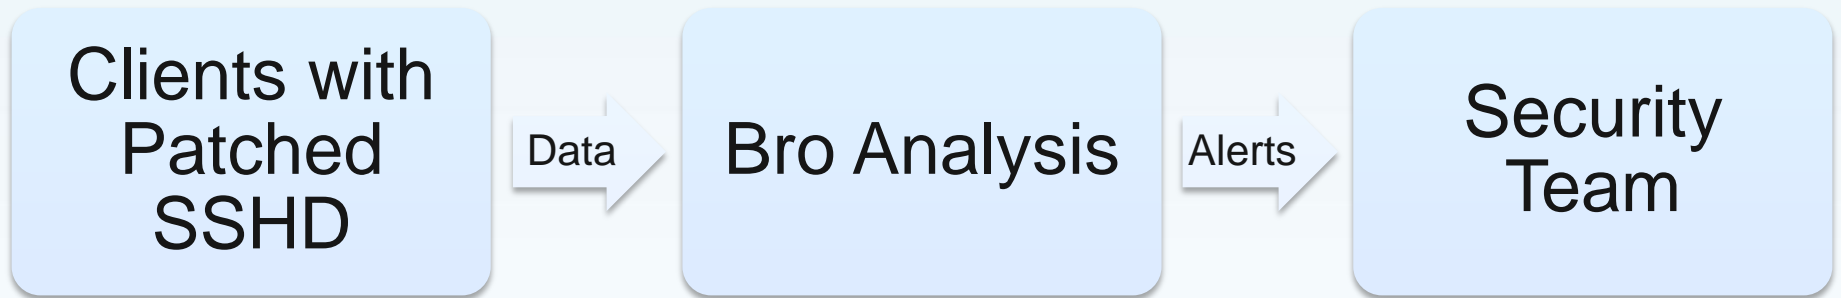 Clients with
Patched
SSHD
Data
Bro Analysis
Alerts
Security
Team